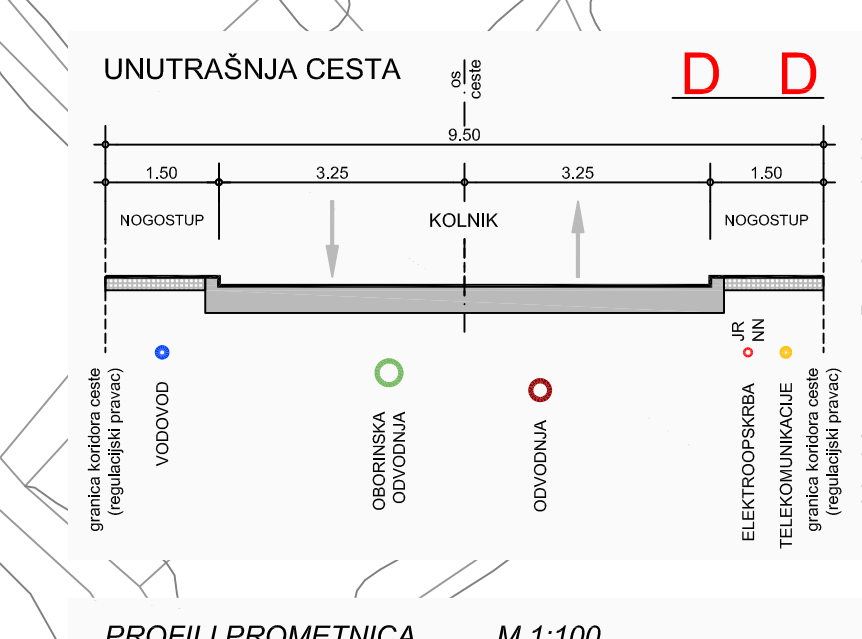 UNUTRAŠNJA CESTA
os
ceste
D D
9.50
1.50 3.25 3.25 1.50
NOGOSTUP KOLNIK NOGOSTUP
granica koridora ceste
(regulacijski pravac)
VODOVOD
OBORINSKA
ODVODNJA
ODVODNJA
JR
NN
ELEKTROOPSKRBA
TELEKOMUNIKACIJE
granica koridora ceste
(regulacijski pravac)
PROFILI PROMETNICA M 1:100